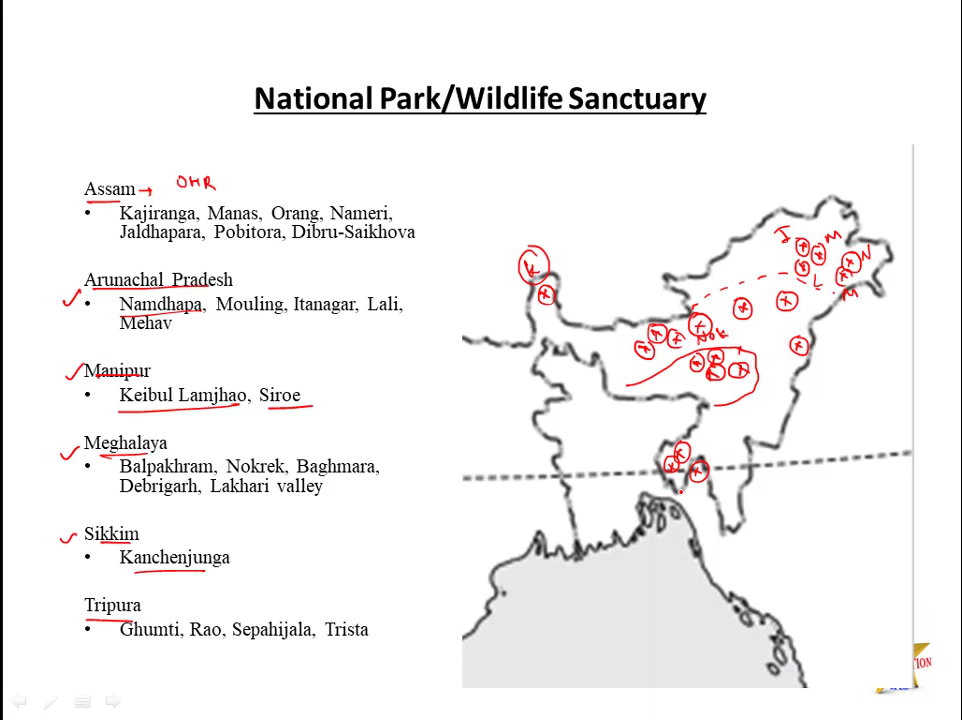 National Park/Wildlife Sanctuary
Assam → OHR
• Kajiranga, Manas, Orang, Nameri,
Jaldhapara, Pobitora, Dibru-Saikhova
Arunachal Pradesh
• Namdhapa, Mouling, Itanagar, Lali,
Mehav
Manipur
• Keibul Lamjhao, Siroe
Meghalaya
• Balpakhram, Nokrek, Baghmara,
Debrigarh, Lakhari valley
Sikkim
• Kanchenjunga
Tripura
• Ghumti, Rao, Sepahijala, Trista
K
I
M
N
L
M
Nok
TION